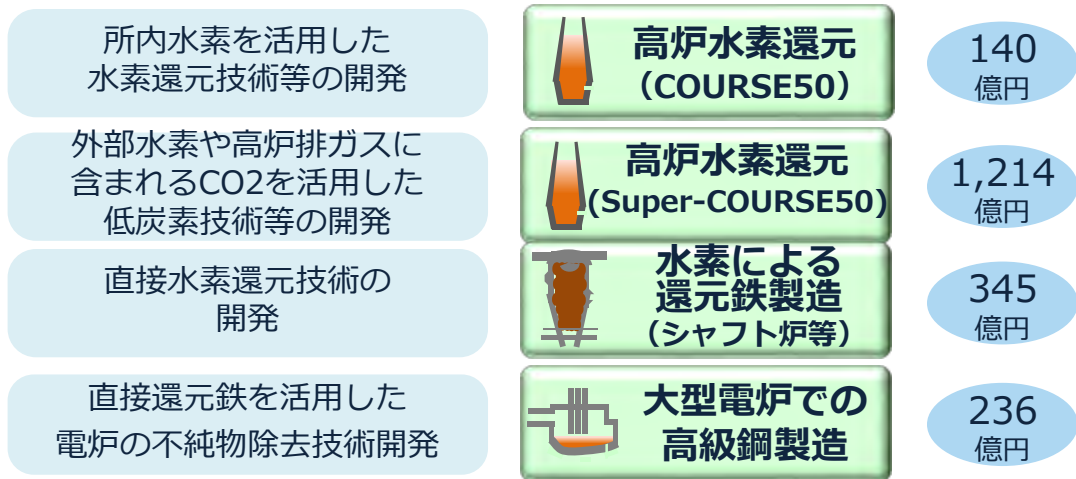 所内水素を活用した
水素還元技術等の開発
高炉水素還元
（COURSE50）
140
億円
外部水素や高炉排ガスに
含まれるCO2を活用した
低炭素技術等の開発
高炉水素還元
(Super-COURSE50)
1,214
億円
直接水素還元技術の
開発
水素による
還元鉄製造
（シャフト炉等）
345
億円
直接還元鉄を活用した
電炉の不純物除去技術開発
大型電炉での
高級鋼製造
236
億円